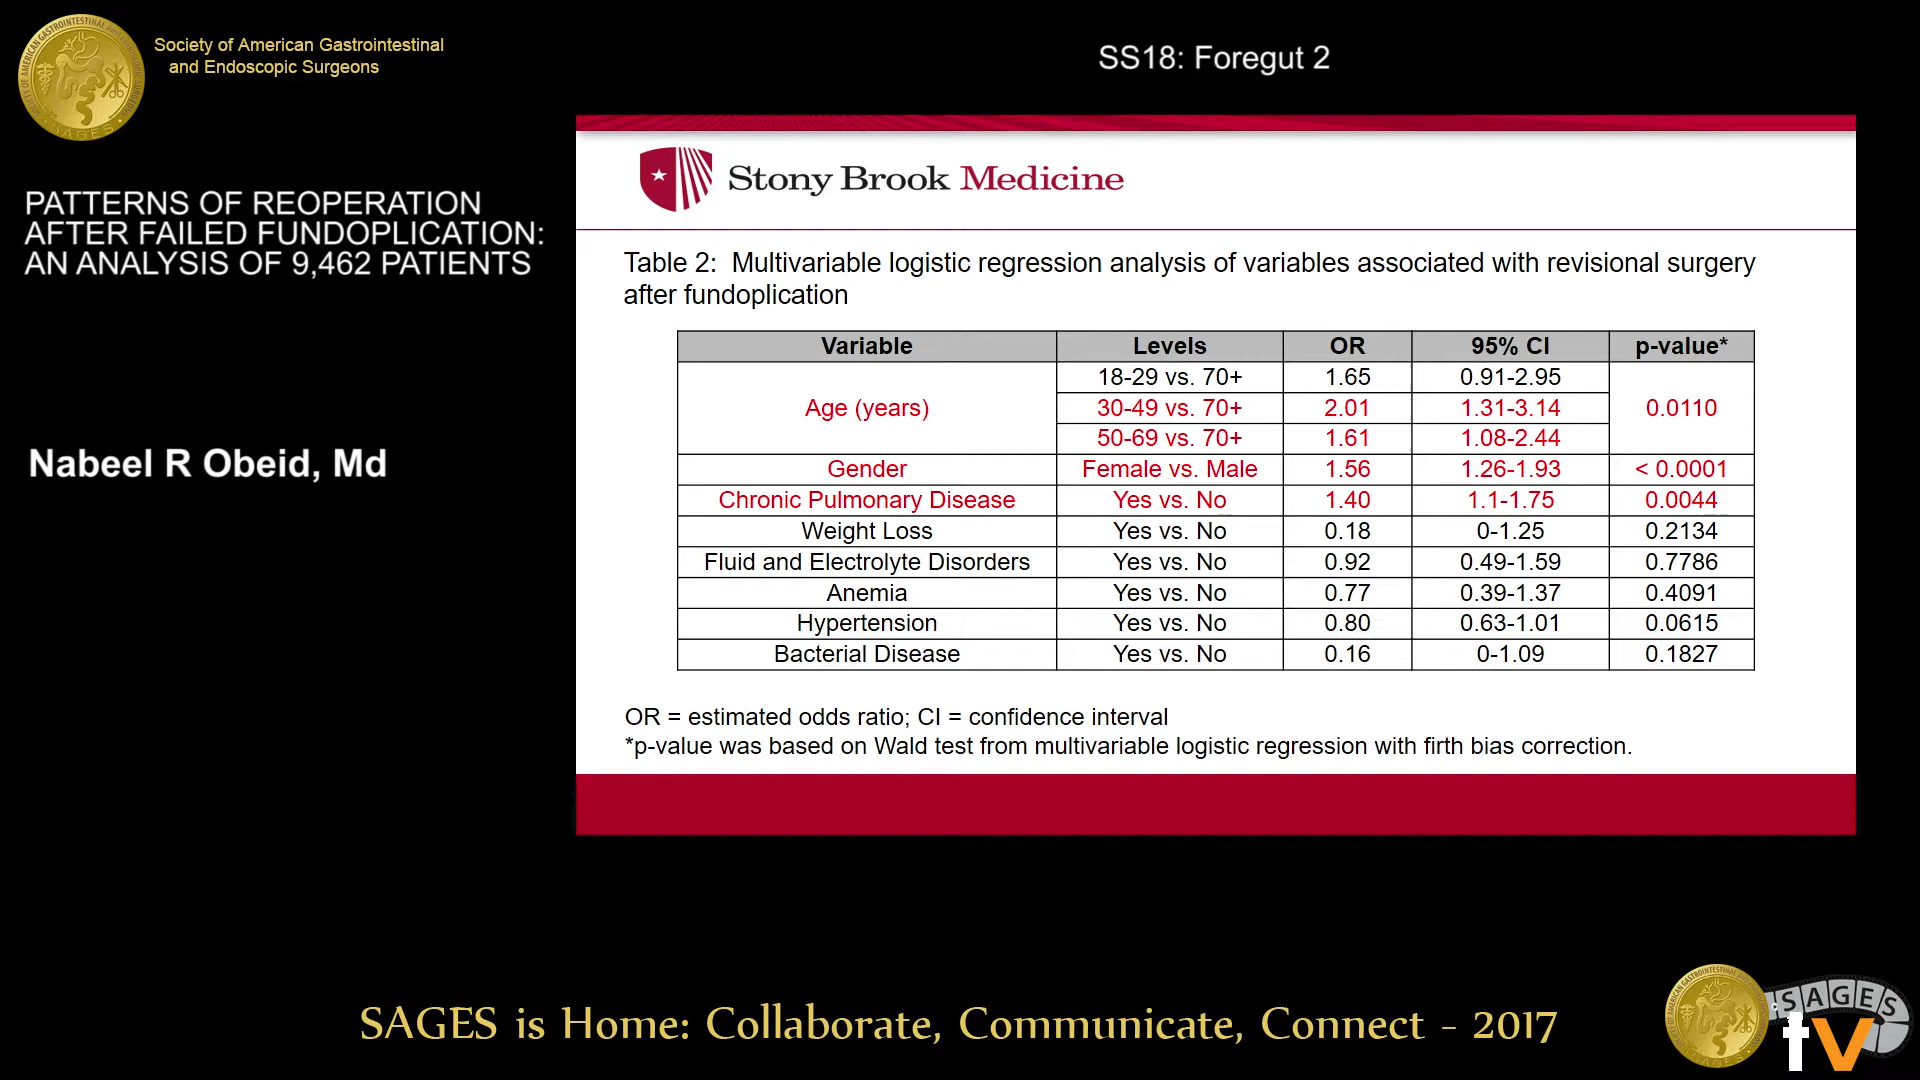 Society of American Gastrointestinal
and Endoscopic Surgeons
SS18: Foregut 2
PATTERNS OF REOPERATION
AFTER FAILED FUNDOPLICATION:
AN ANALYSIS OF 9,462 PATIENTS
Nabeel R Obeid, Md
Stony Brook Medicine
Table 2: Multivariable logistic regression analysis of variables associated with revisional surgery
after fundoplication
Variable Levels OR 95% CI p-value*
18-29 vs. 70+ 1.65 0.91-2.95
Age (years) 30-49 vs. 70+ 2.01 1.31-3.14 0.0110
50-69 vs. 70+ 1.61 1.08-2.44
Gender Female vs. Male 1.56 1.26-1.93 < 0.0001
Chronic Pulmonary Disease Yes vs. No 1.40 1.1-1.75 0.0044
Weight Loss Yes vs. No 0.18 0-1.25 0.2134
Fluid and Electrolyte Disorders Yes vs. No 0.92 0.49-1.59 0.7786
Anemia Yes vs. No 0.77 0.39-1.37 0.4091
Hypertension Yes vs. No 0.80 0.63-1.01 0.0615
Bacterial Disease Yes vs. No 0.16 0-1.09 0.1827
OR = estimated odds ratio; CI = confidence interval
*p-value was based on Wald test from multivariable logistic regression with firth bias correction.
SAGES is Home: Collaborate, Communicate, Connect - 2017
SAGES
tv